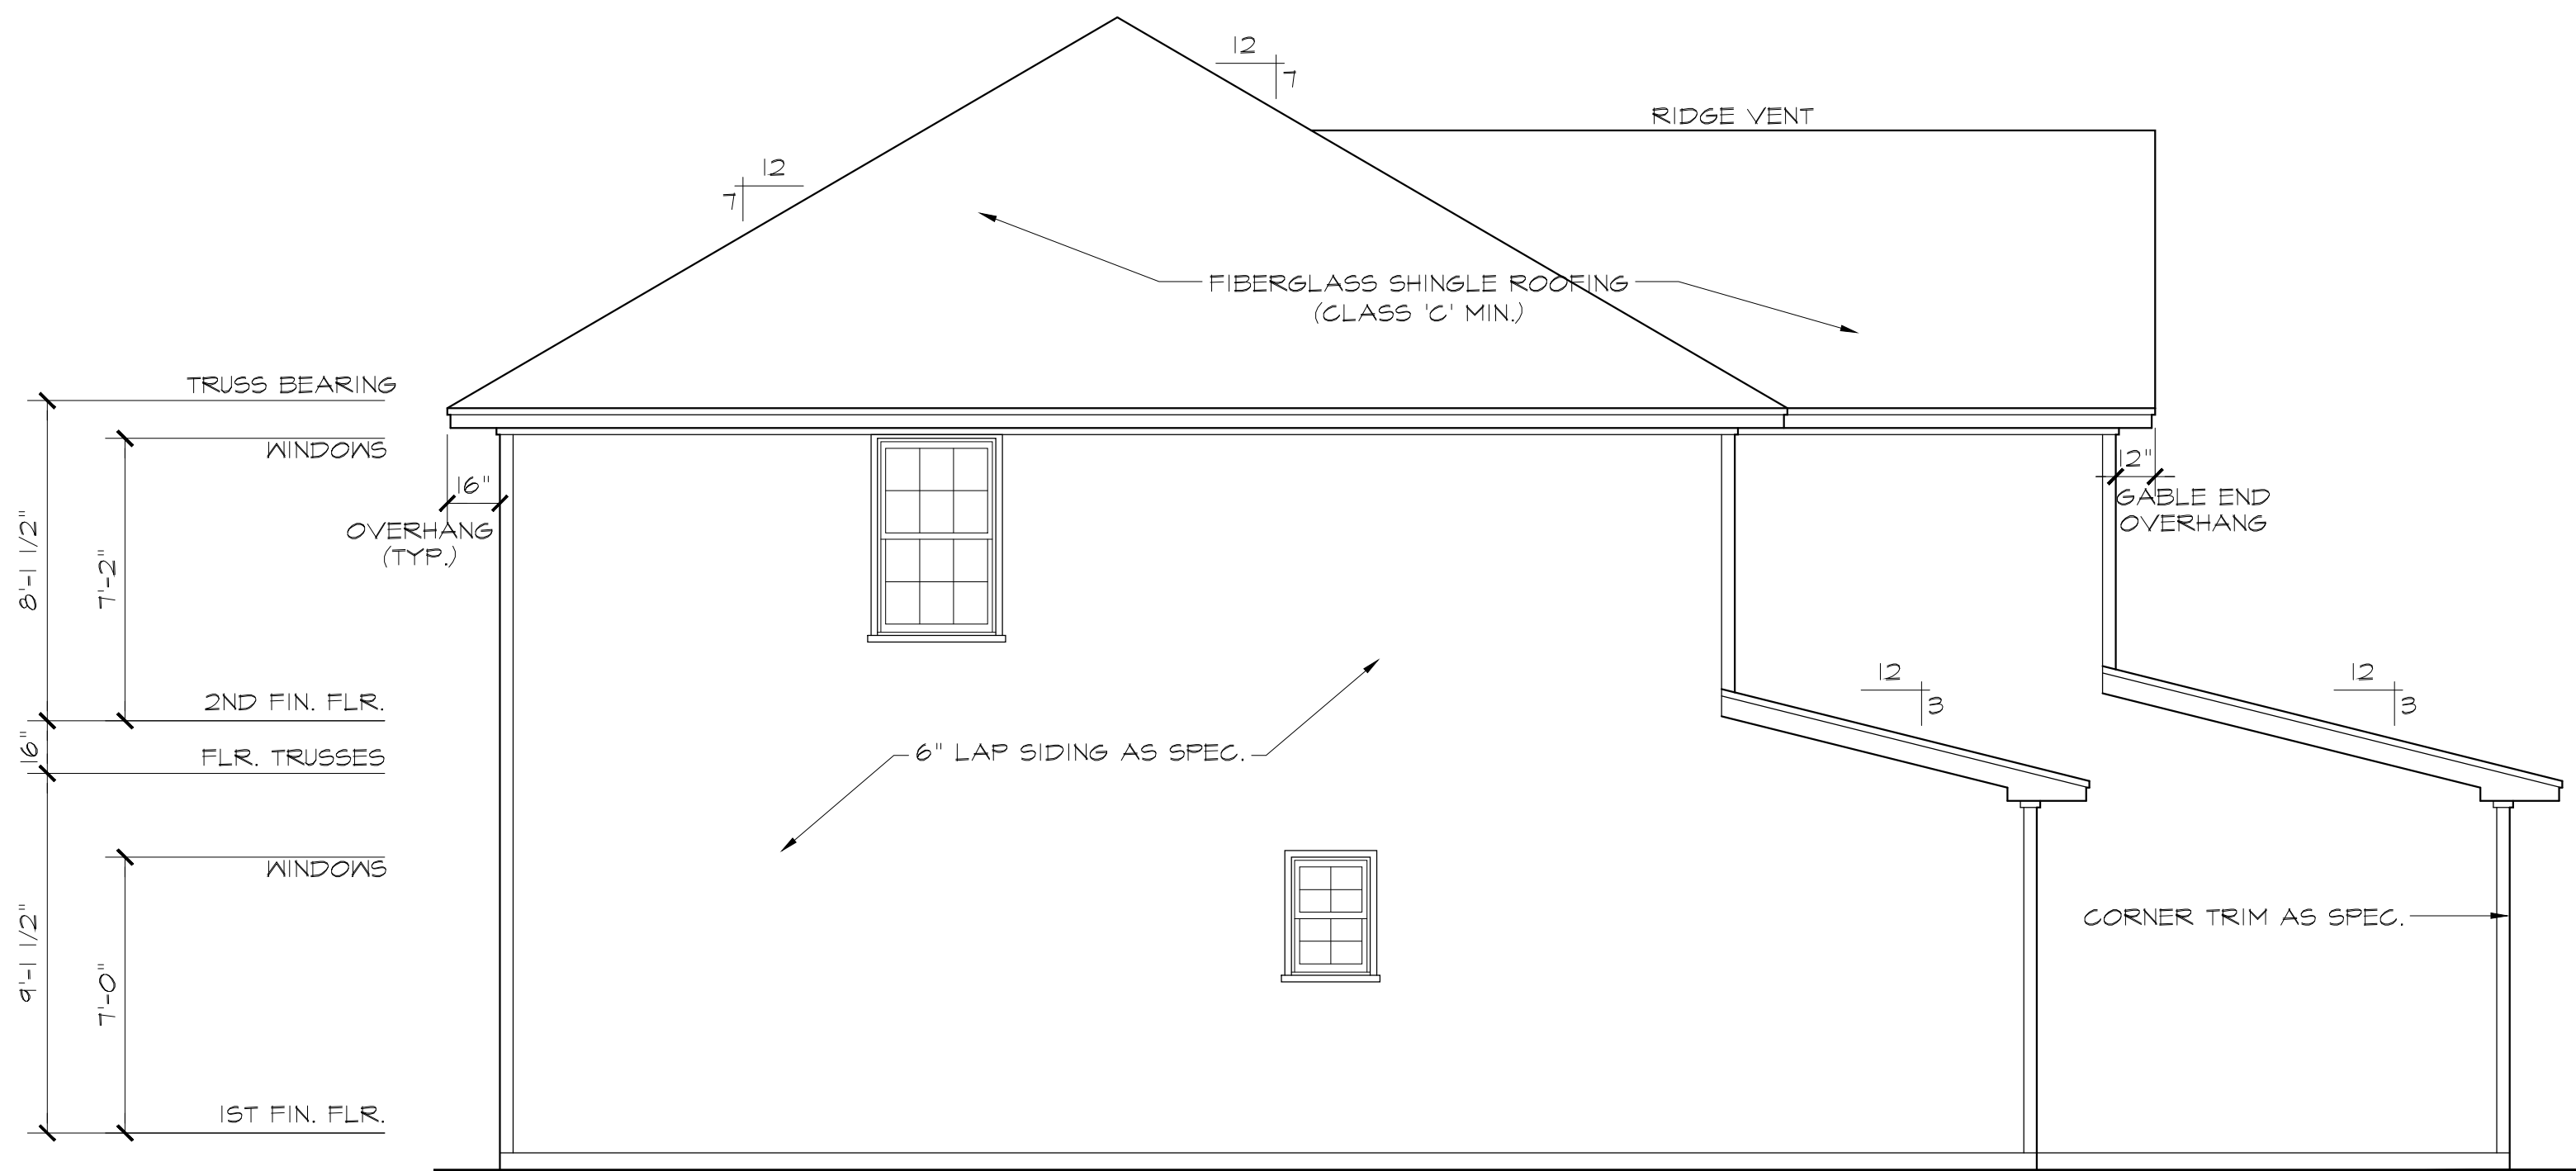 12
7
RIDGE VENT
12
7
FIBERGLASS SHINGLE ROOFING
(CLASS 'C' MIN.)
TRUSS BEARING
WINDOWS
16"
OVERHANG
(TYP.)
12"
GABLE END
OVERHANG
8'-1 1/2"
7'-2"
2ND FIN. FLR.
12
3
12
3
16"
FLR. TRUSSES
6" LAP SIDING AS SPEC.
WINDOWS
CORNER TRIM AS SPEC.
9'-1 1/2"
7'-0"
1ST FIN. FLR.